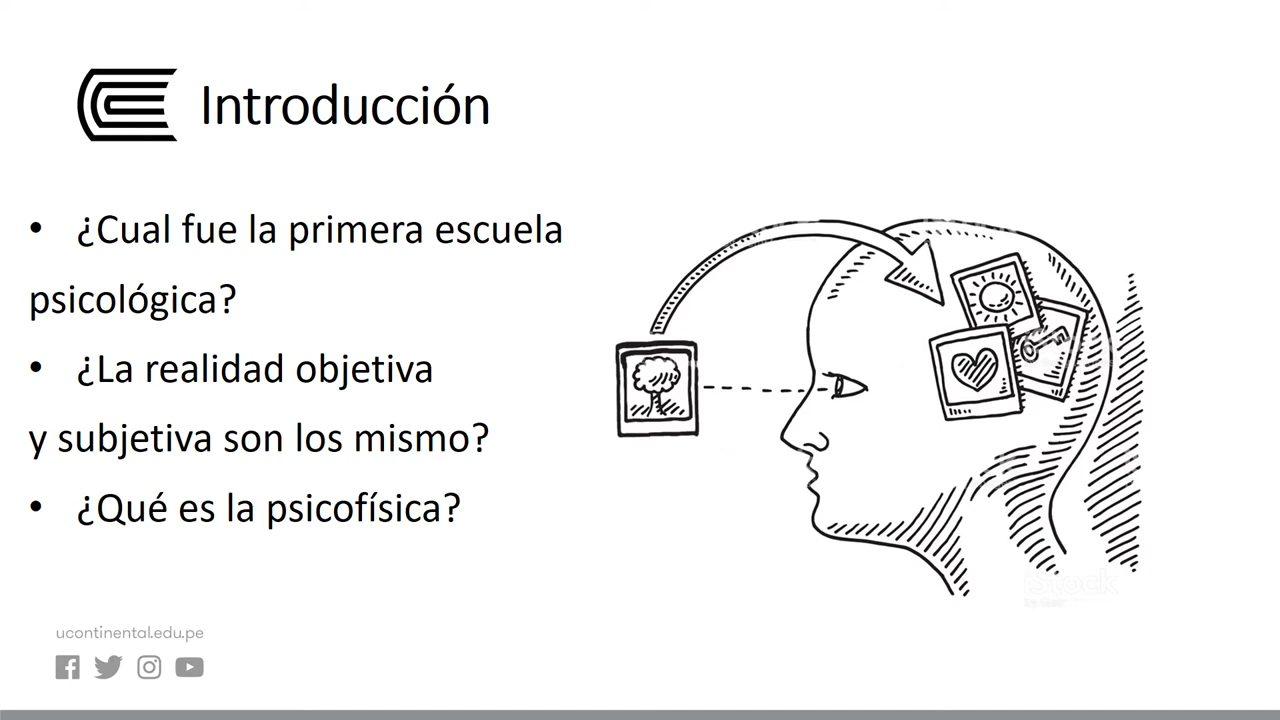 Introducción
• ¿Cual fue la primera escuela
psicológica?
• ¿La realidad objetiva
y subjetiva son los mismo?
• ¿Qué es la psicofísica?
iStock
ucontinental.edu.pe